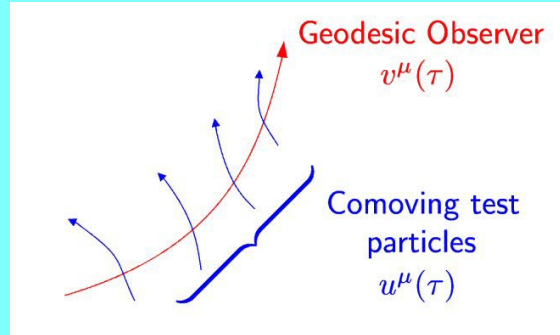 Geodesic Observer
v^μ(τ)
Comoving test
particles
u^μ(τ)